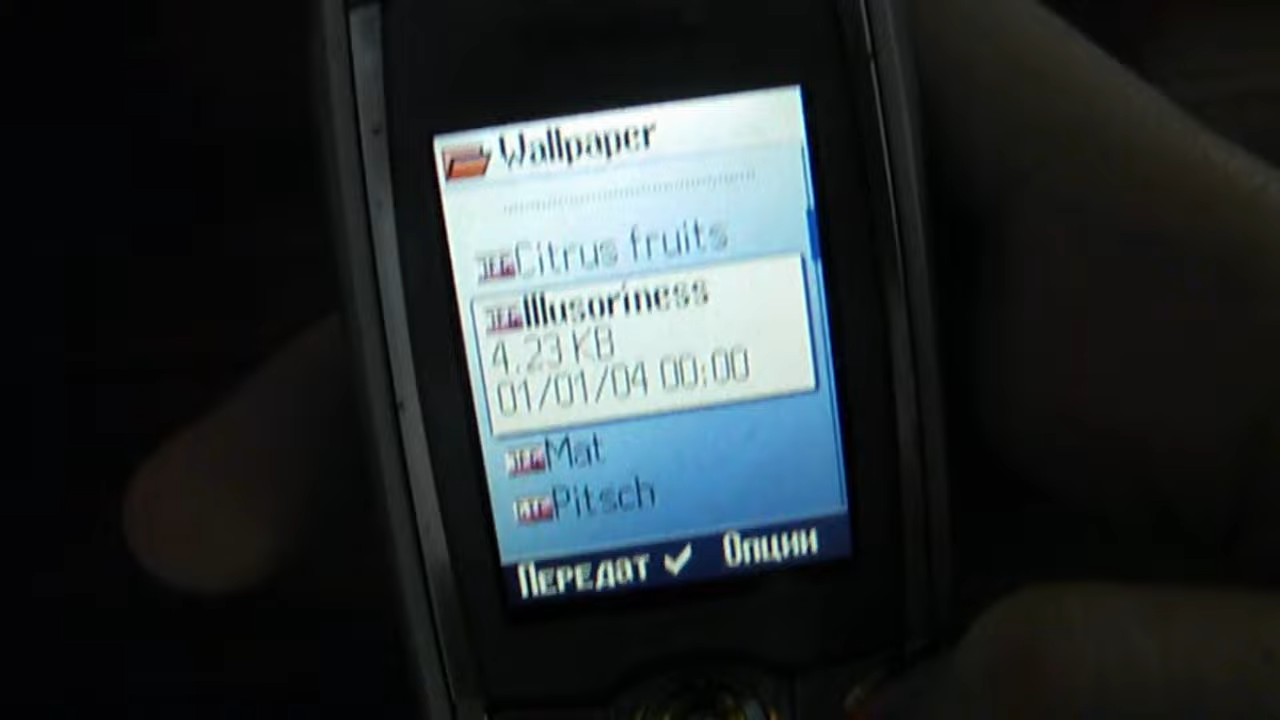 Wallpaper
Citrus fruits
Illusoriness
4.23 KB
01/01/04 00:00
Mat
Pitsch
Передат Опции